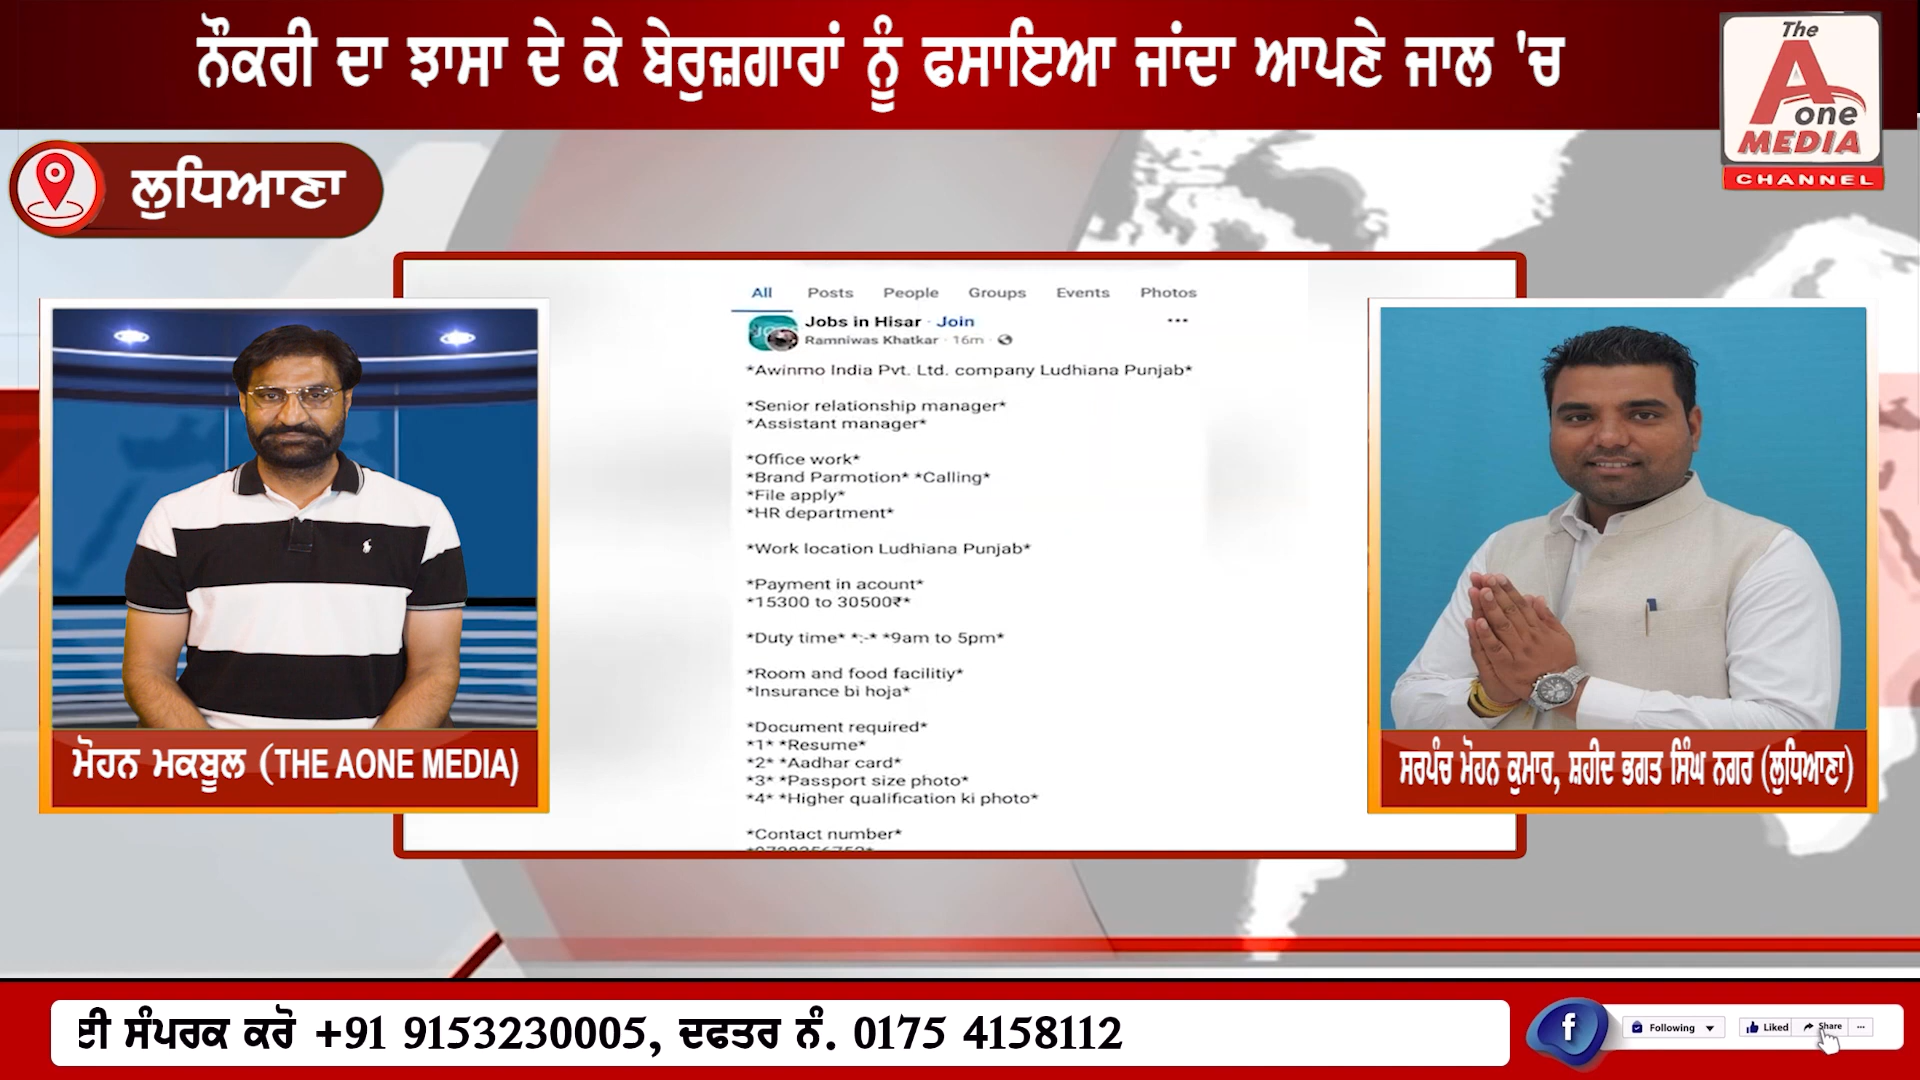 ਨੌਕਰੀ ਦਾ ਝਾਸਾ ਦੇ ਕੇ ਬੇਰੁਜ਼ਗਾਰਾਂ ਨੂੰ ਫਸਾਇਆ ਜਾਂਦਾ ਆਪਣੇ ਜਾਲ 'ਚ
The
A one
MEDIA
CHANNEL
ਲੁਧਿਆਣਾ
All Posts People Groups Events Photos
Jobs in Hisar · Join
Ramniwas Khatkar · 16m ·
*Awinmo India Pvt. Ltd. company Ludhiana Punjab*
*Senior relationship manager*
*Assistant manager*
*Office work*
*Brand Parmotion* *Calling*
*File apply*
*HR department*
*Work location Ludhiana Punjab*
*Payment in acount*
*15300 to 30500₹*
*Duty time* *:-* *9am to 5pm*
*Room and food facilitiy*
*Insurance bi hoja*
*Document required*
*1* *Resume*
*2* *Aadhar card*
*3* *Passport size photo*
*4* *Higher qualification ki photo*
*Contact number*
ਮੋਹਨ ਮਕਬੂਲ (THE AONE MEDIA)
ਸਰਪੰਚ ਮੋਹਨ ਕੁਮਾਰ, ਸ਼ਹੀਦ ਭਗਤ ਸਿੰਘ ਨਗਰ (ਲੁਧਿਆਣਾ)
ਈ ਸੰਪਰਕ ਕਰੋ +91 9153230005, ਦਫਤਰ ਨੰ. 0175 4158112
f Following Liked Share ...